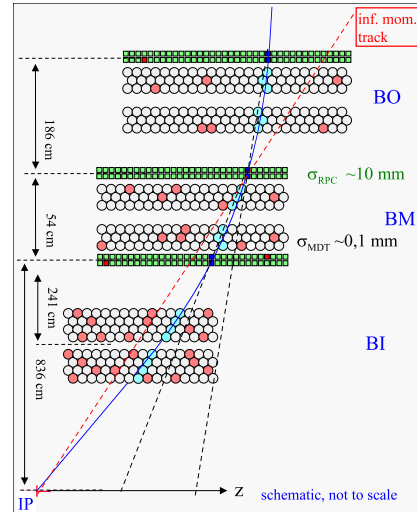 inf. mom.
track
BO
186 cm
σRPC ~10 mm
BM
54 cm
σMDT ~0,1 mm
241 cm
BI
836 cm
IP
z
schematic, not to scale